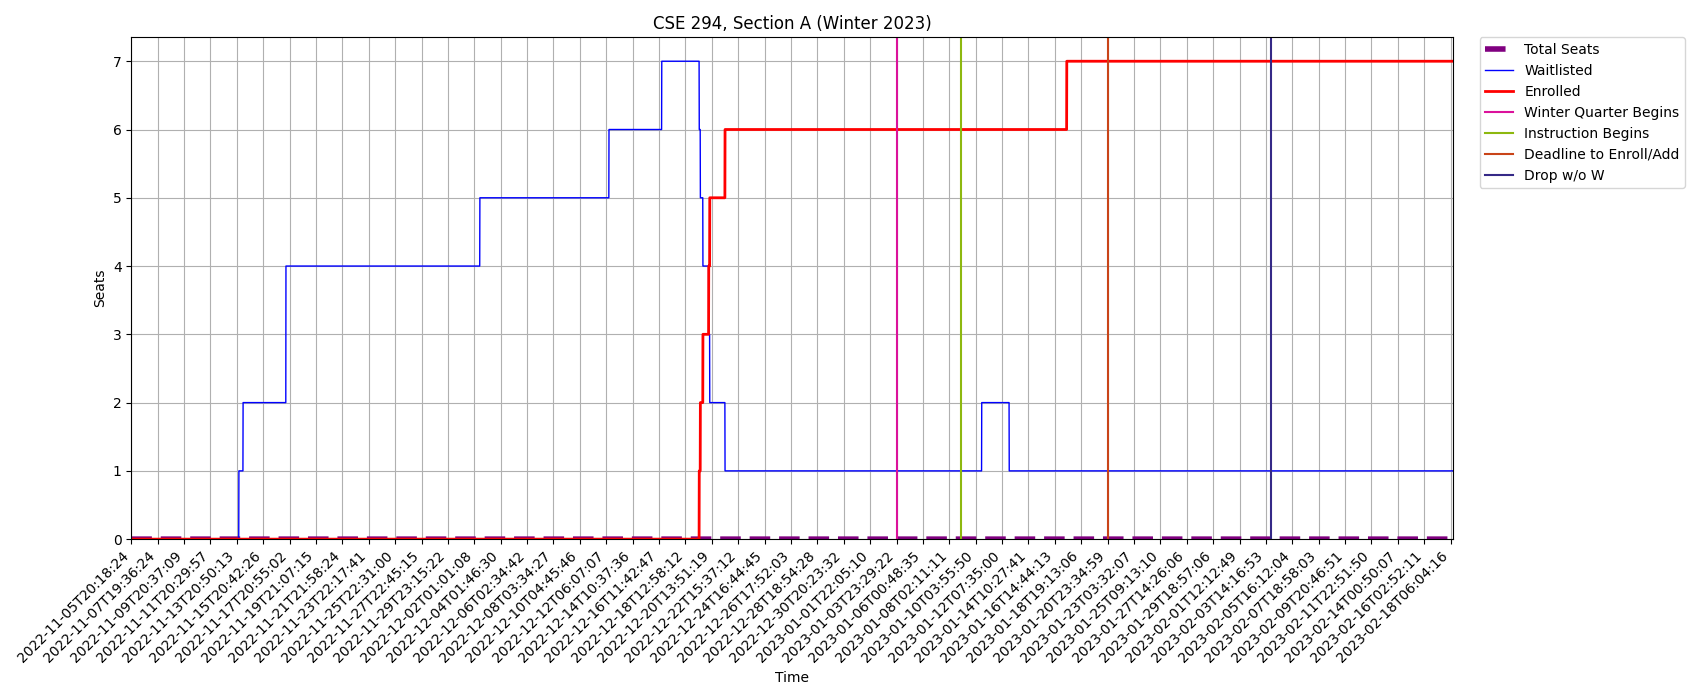 CSE 294, Section A (Winter 2023)
7
6
5
4
3
2
1
0
Seats
2022-11-05T20:18:24
2022-11-07T19:36:24
2022-11-09T20:37:09
2022-11-11T20:29:57
2022-11-13T20:50:13
2022-11-15T20:42:26
2022-11-17T20:55:02
2022-11-19T21:07:15
2022-11-21T21:58:24
2022-11-23T22:17:41
2022-11-25T22:31:00
2022-11-27T22:45:15
2022-11-29T23:15:22
2022-12-02T01:01:08
2022-12-04T01:46:30
2022-12-06T02:34:42
2022-12-08T03:34:27
2022-12-10T04:45:46
2022-12-12T06:07:07
2022-12-14T10:37:36
2022-12-16T11:42:47
2022-12-18T12:58:12
2022-12-20T13:51:19
2022-12-22T15:37:12
2022-12-24T16:44:45
2022-12-26T17:52:03
2022-12-28T18:54:28
2022-12-30T20:23:32
2023-01-01T22:05:10
2023-01-03T23:29:22
2023-01-06T00:48:35
2023-01-08T02:11:11
2023-01-10T03:55:50
2023-01-12T07:35:00
2023-01-14T10:27:41
2023-01-16T14:44:13
2023-01-18T19:13:06
2023-01-20T23:34:59
2023-01-23T03:32:07
2023-01-25T09:13:10
2023-01-27T14:26:06
2023-01-29T18:57:06
2023-02-01T12:12:49
2023-02-03T14:16:53
2023-02-05T16:12:04
2023-02-07T18:58:03
2023-02-09T20:46:51
2023-02-11T22:51:50
2023-02-14T00:50:07
2023-02-16T02:52:11
2023-02-18T06:04:16
Time
Total Seats
Waitlisted
Enrolled
Winter Quarter Begins
Instruction Begins
Deadline to Enroll/Add
Drop w/o W